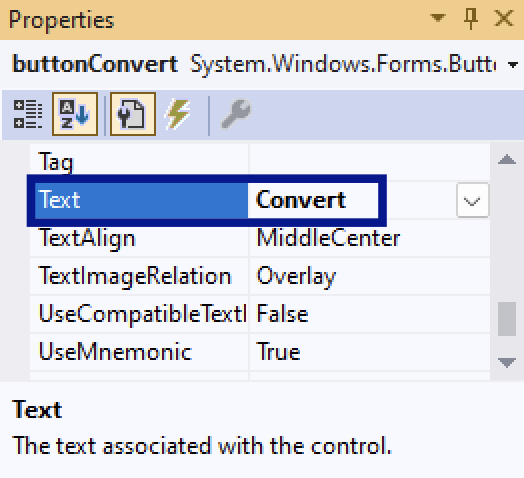 Properties
buttonConvert System.Windows.Forms.Butt
A
Z
Tag
Text Convert
TextAlign MiddleCenter
TextImageRelation Overlay
UseCompatibleTextI False
UseMnemonic True
Text
The text associated with the control.